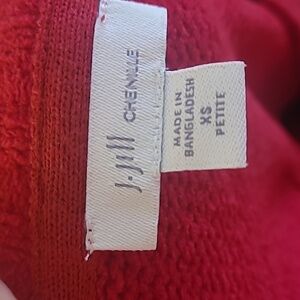 J.Jill
CHENILLE
MADE IN
BANGLADESH
XS
PETITE